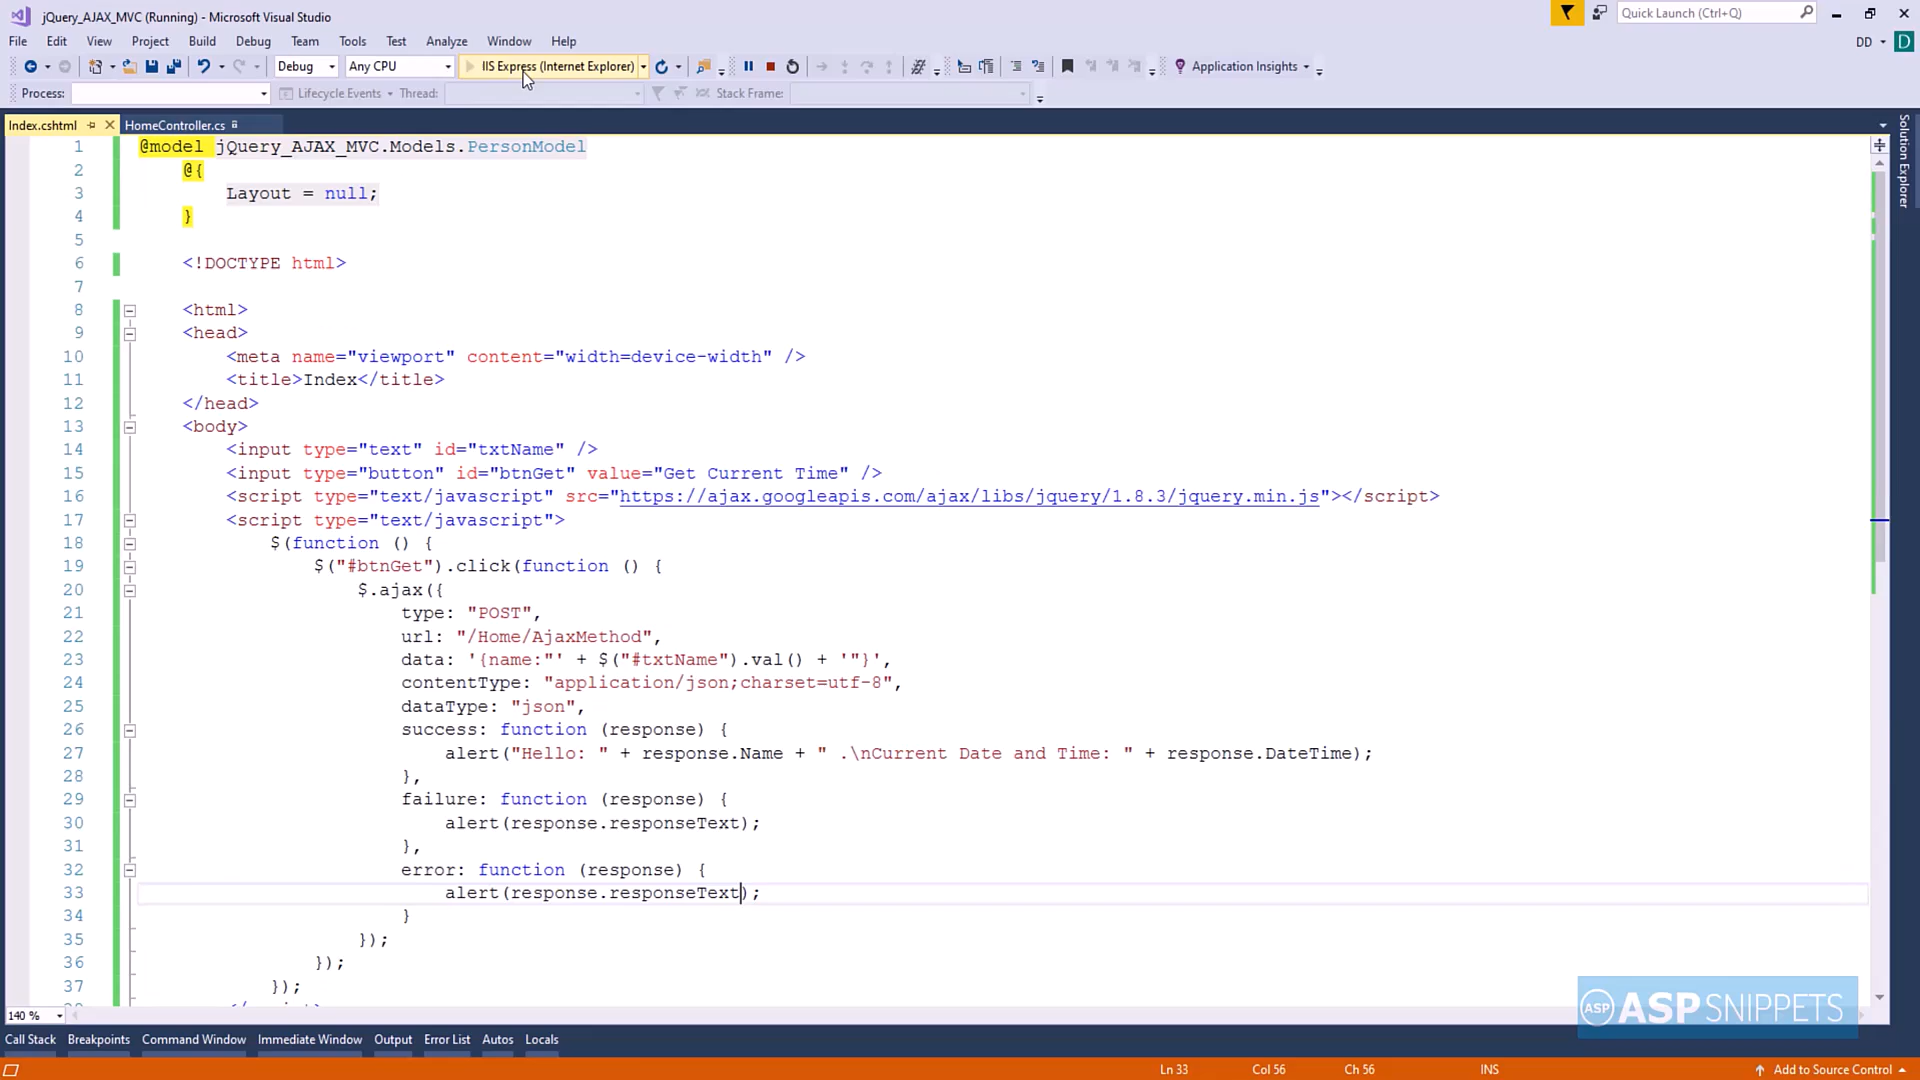 jQuery_AJAX_MVC (Running) - Microsoft Visual Studio
Quick Launch (Ctrl+Q)
File Edit View Project Build Debug Team Tools Test Analyze Window Help
DD D
Debug Any CPU IIS Express (Internet Explorer) Application Insights
Process: Lifecycle Events Thread: Stack Frame:
Index.cshtml HomeController.cs
Solution Explorer
1 @model jQuery_AJAX_MVC.Models.PersonModel
2 @{
3 Layout = null;
4 }
5
6 <!DOCTYPE html>
7
8 <html>
9 <head>
10 <meta name="viewport" content="width=device-width" />
11 <title>Index</title>
12 </head>
13 <body>
14 <input type="text" id="txtName" />
15 <input type="button" id="btnGet" value="Get Current Time" />
16 <script type="text/javascript" src="https://ajax.googleapis.com/ajax/libs/jquery/1.8.3/jquery.min.js"></script>
17 <script type="text/javascript">
18 $(function () {
19 $("#btnGet").click(function () {
20 $.ajax({
21 type: "POST",
22 url: "/Home/AjaxMethod",
23 data: '{name:"' + $("#txtName").val() + '"}',
24 contentType: "application/json;charset=utf-8",
25 dataType: "json",
26 success: function (response) {
27 alert("Hello: " + response.Name + " .\nCurrent Date and Time: " + response.DateTime);
28 },
29 failure: function (response) {
30 alert(response.responseText);
31 },
32 error: function (response) {
33 alert(response.responseText);
34 }
35 });
36 });
37 });
ASP ASPSNIPPETS
140 %
Call Stack Breakpoints Command Window Immediate Window Output Error List Autos Locals
Ln 33 Col 56 Ch 56 INS Add to Source Control